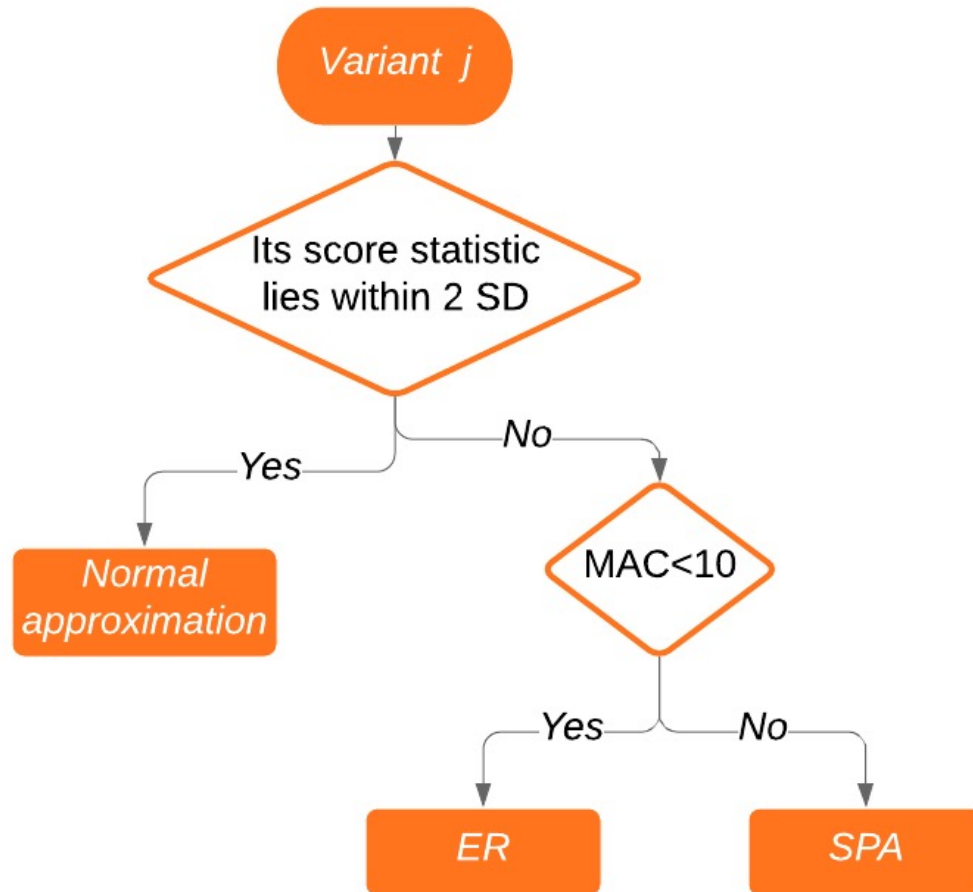 Variant j
Its score statistic
lies within 2 SD
No
Yes
Normal
approximation
MAC<10
Yes
No
ER
SPA